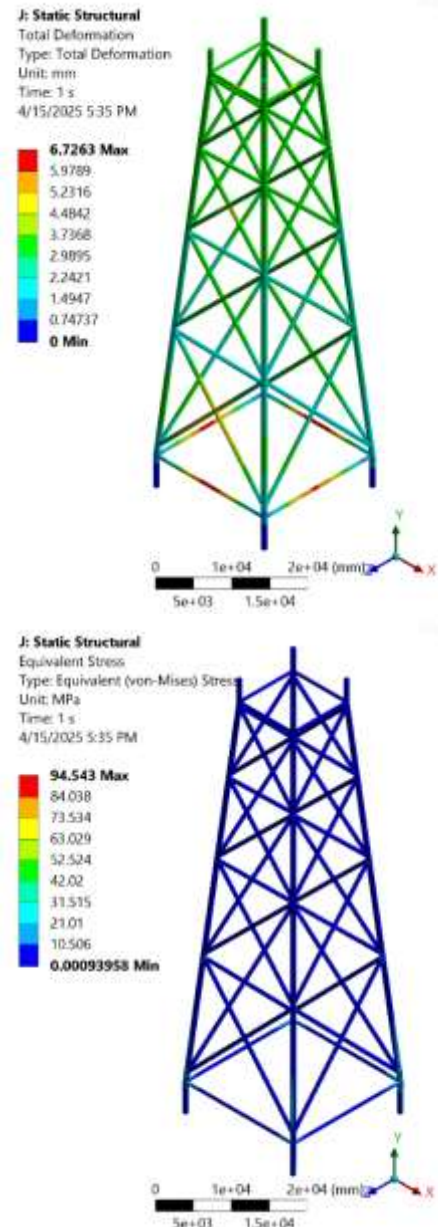 J: Static Structural
Total Deformation
Type: Total Deformation
Unit: mm
Time: 1 s
4/15/2025 5:35 PM
6.7263 Max
5.9789
5.2316
4.4842
3.7368
2.9895
2.2421
1.4947
0.74737
0 Min
Y
X
0 1e+04 2e+04 (mm)
5e+03 1.5e+04
J: Static Structural
Equivalent Stress
Type: Equivalent (von-Mises) Stress
Unit: MPa
Time: 1 s
4/15/2025 5:35 PM
94.543 Max
84.038
73.534
63.029
52.524
42.02
31.515
21.01
10.506
0.00093958 Min
Y
X
0 1e+04 2e+04 (mm)
5e+03 1.5e+04